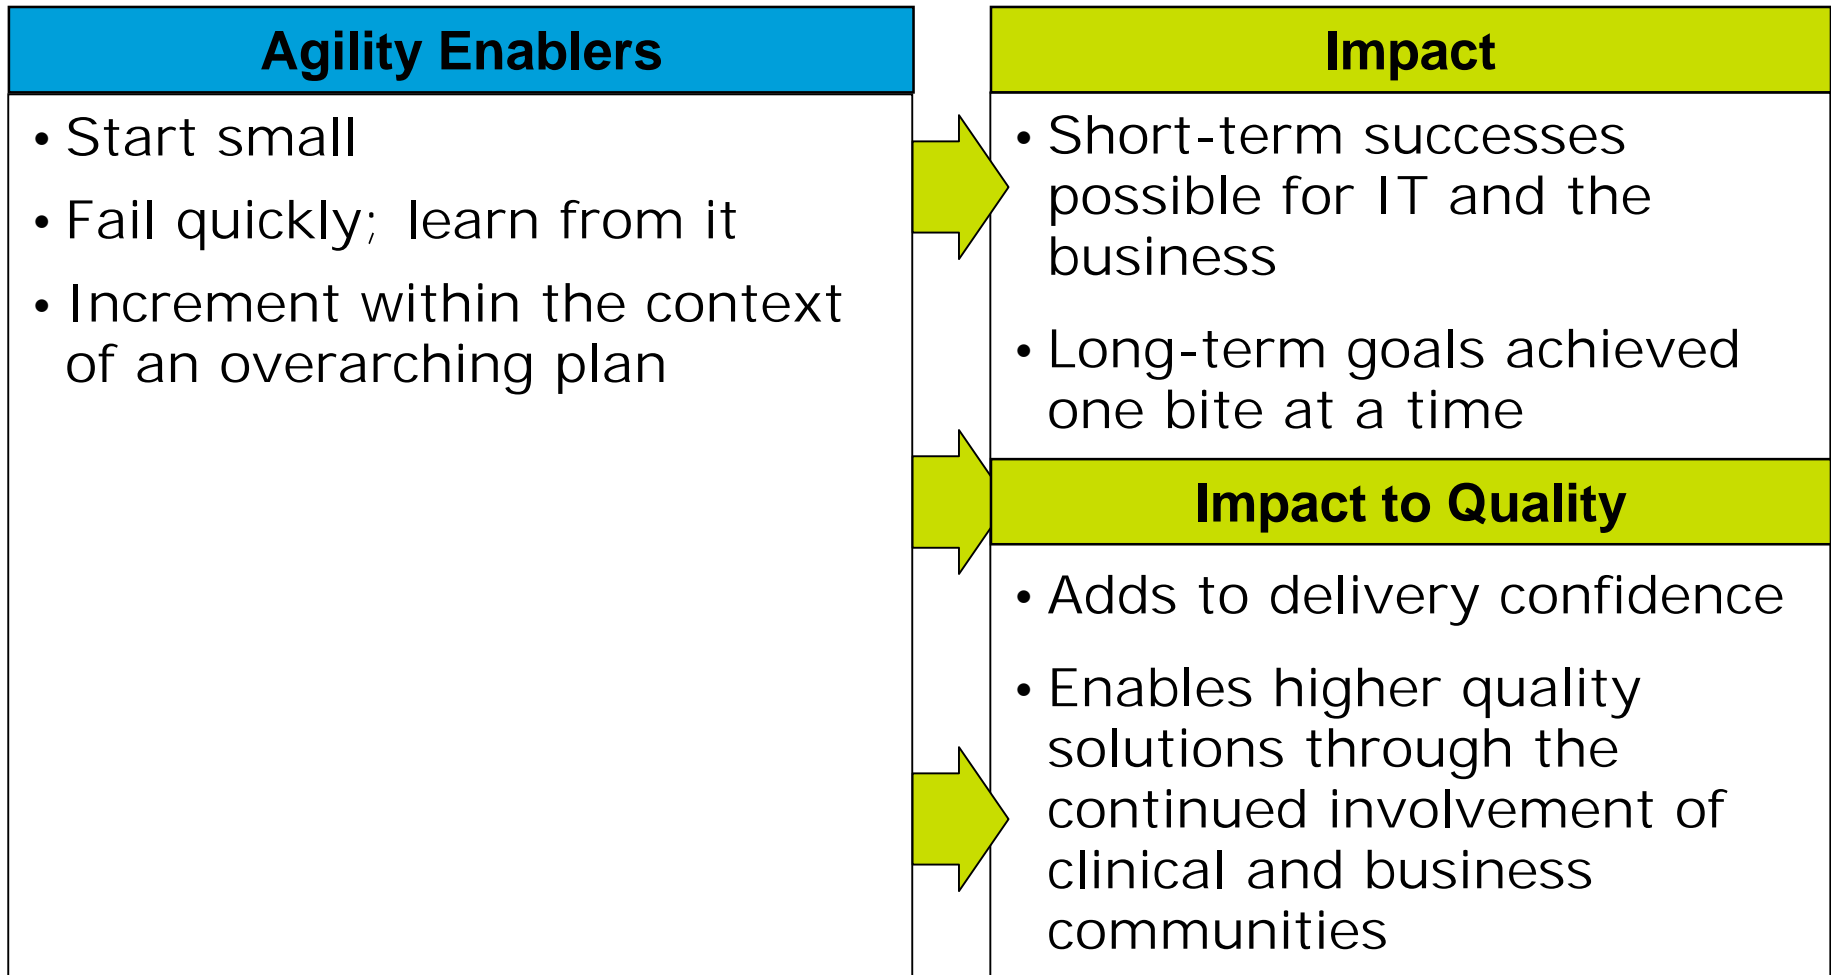 Agility Enablers
• Start small
• Fail quickly; learn from it
• Increment within the context
of an overarching plan
Impact
• Short-term successes
possible for IT and the
business
• Long-term goals achieved
one bite at a time
Impact to Quality
• Adds to delivery confidence
• Enables higher quality
solutions through the
continued involvement of
clinical and business
communities